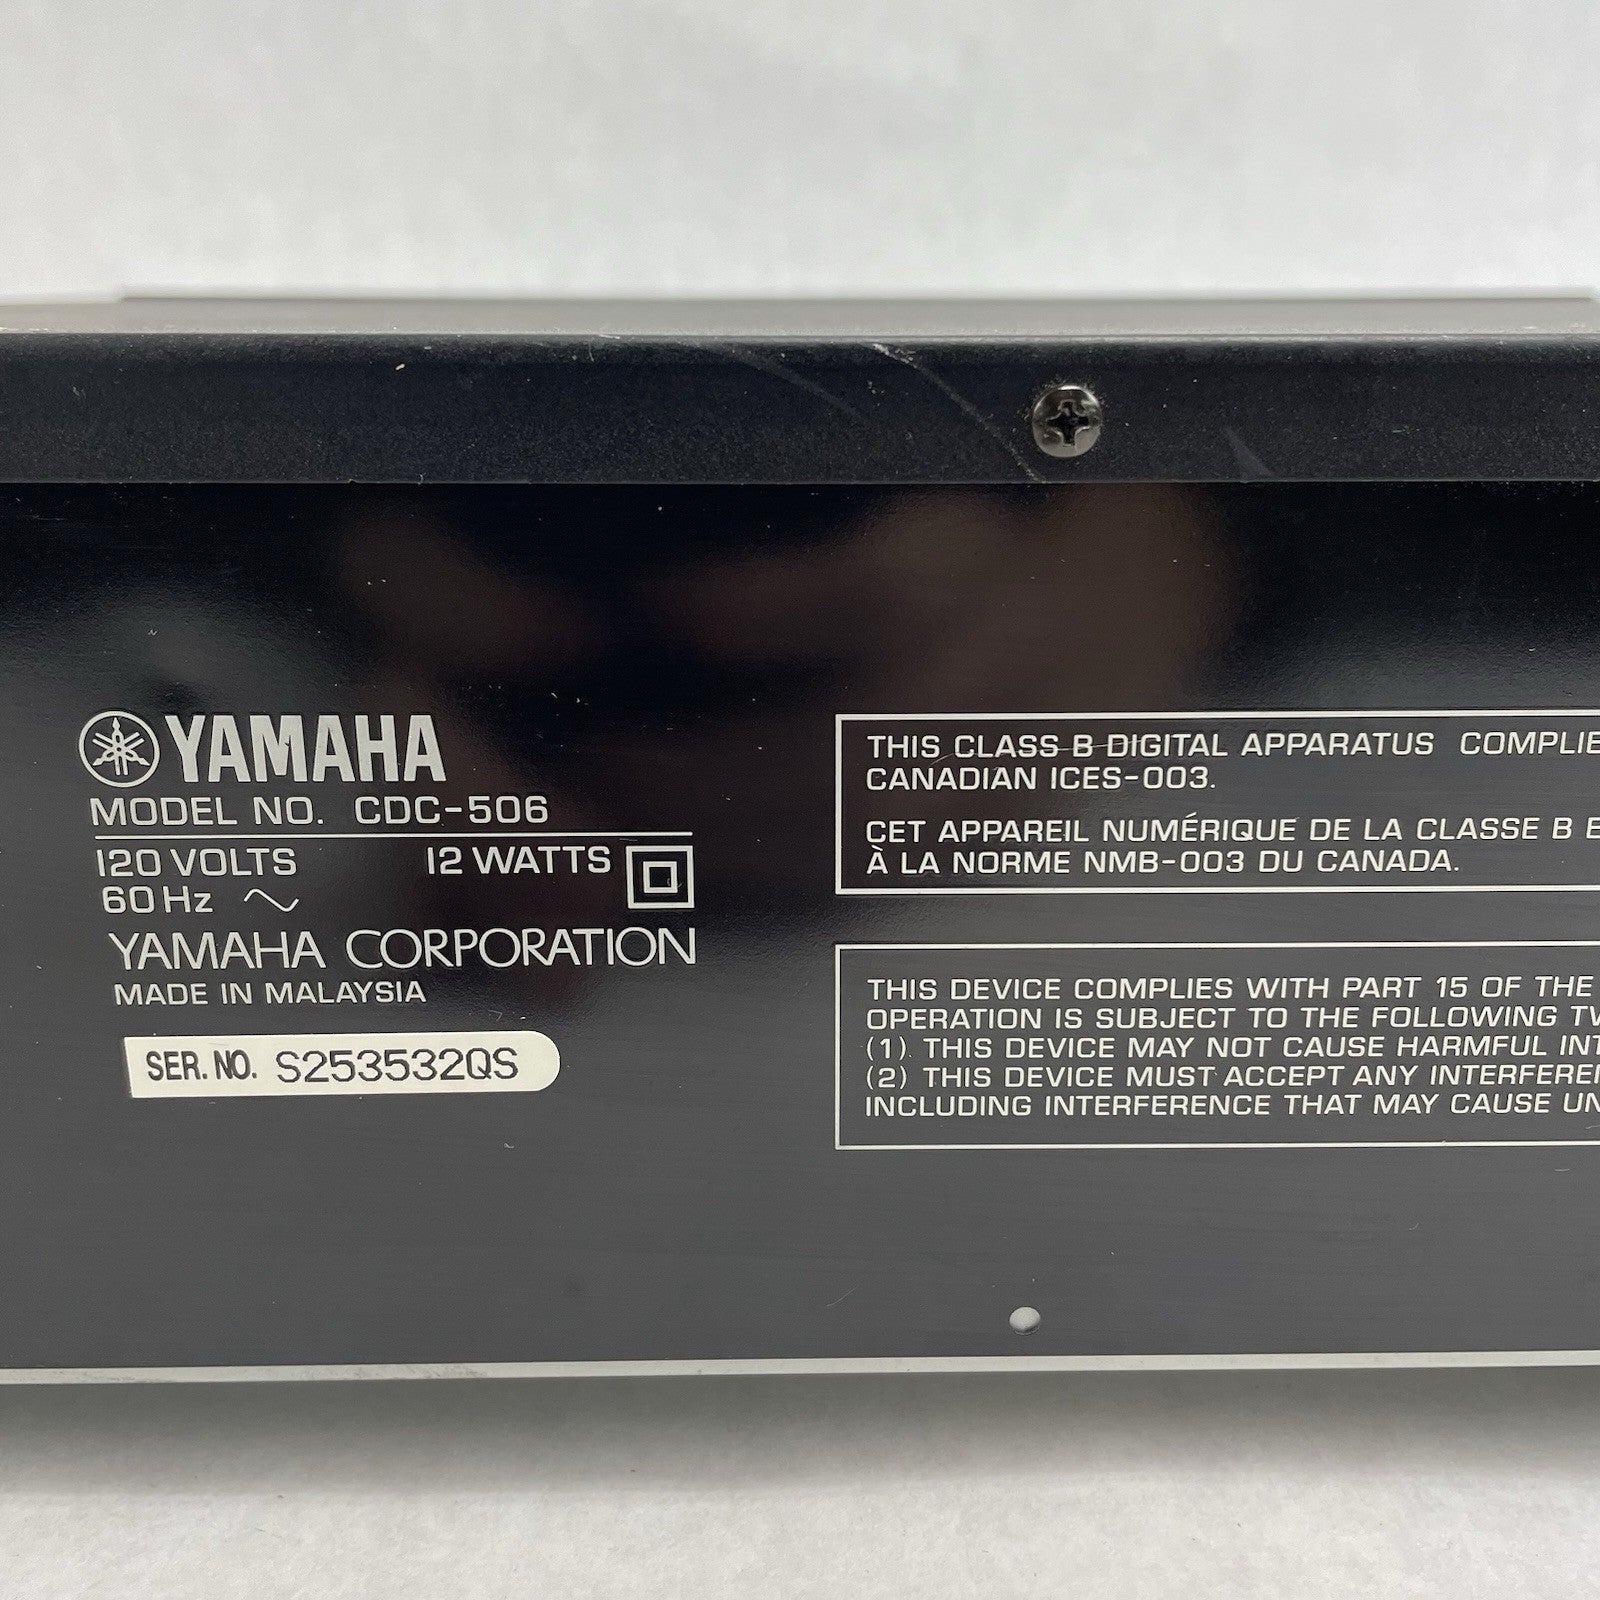 YAMAHA
MODEL NO. CDC-506
120 VOLTS 12 WATTS
60 Hz
YAMAHA CORPORATION
MADE IN MALAYSIA
SER. NO. S253532QS
THIS CLASS B DIGITAL APPARATUS COMPLIE
CANADIAN ICES-003.
CET APPAREIL NUMÉRIQUE DE LA CLASSE B
À LA NORME NMB-003 DU CANADA.
THIS DEVICE COMPLIES WITH PART 15 OF THE
OPERATION IS SUBJECT TO THE FOLLOWING
(1). THIS DEVICE MAY NOT CAUSE HARMFUL
(2) THIS DEVICE MUST ACCEPT ANY INTERFERE
INCLUDING INTERFERENCE THAT MAY CAUSE